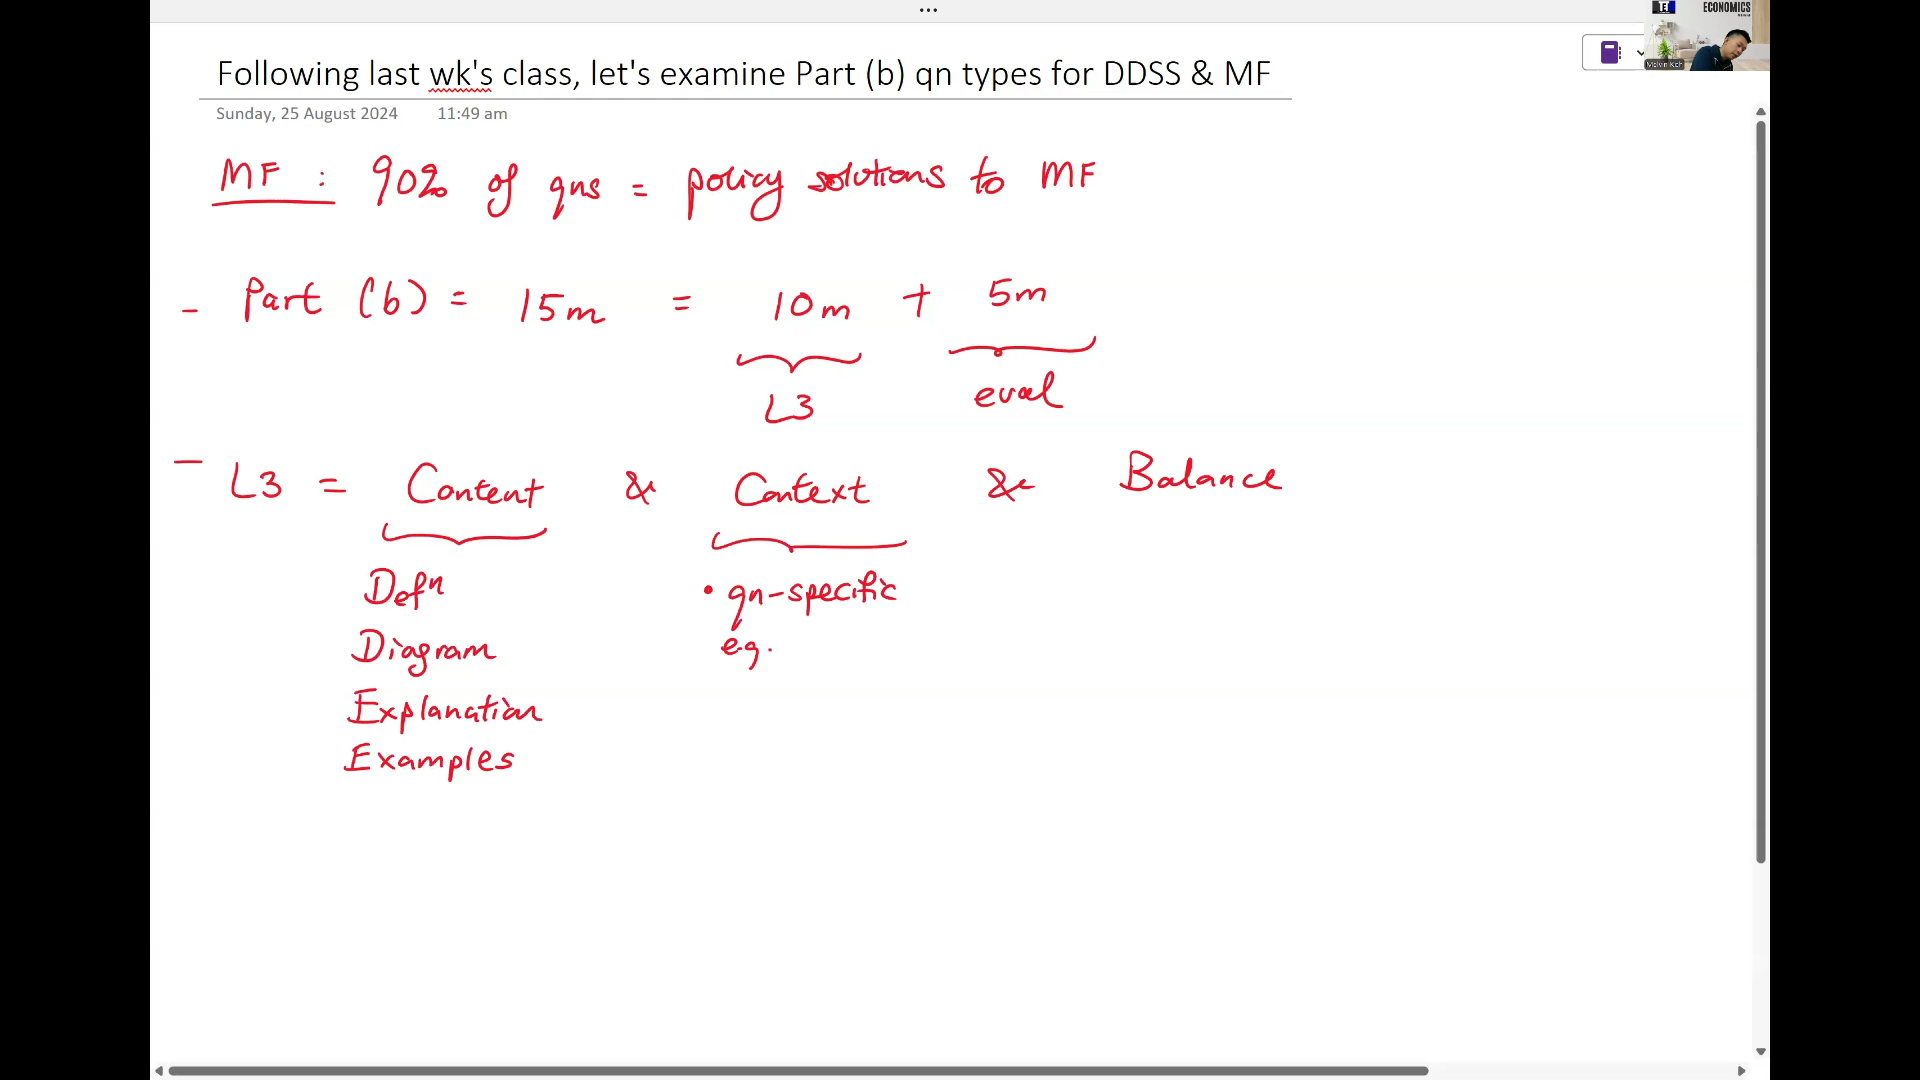 ...
ECONOMICS
Following last wk's class, let's examine Part (b) qn types for DDSS & MF
Sunday, 25 August 2024 11:49 am
MF : 90% of qns = policy solutions to MF
- Part (b) = 15m = 10m + 5m
L3 eval
- L3 = Content & Context & Balance
Defn
Diagram
Explanation
Examples
• qn-specific
e.g.